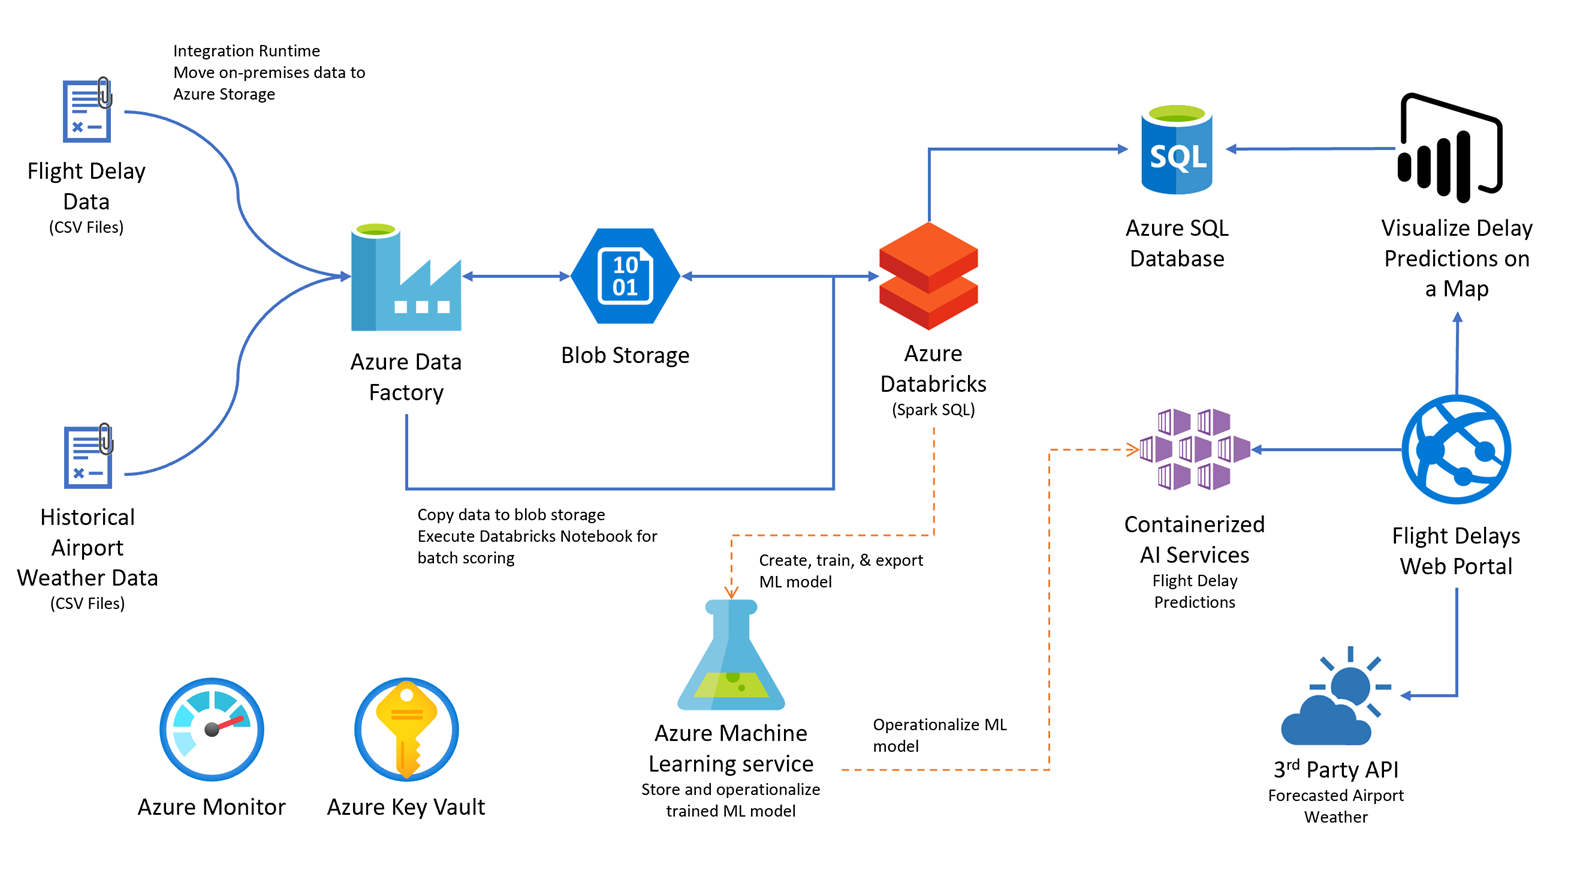 Integration Runtime
Move on-premises data to
Azure Storage
Flight Delay
Data
(CSV Files)
Historical
Airport
Weather Data
(CSV Files)
Azure Data
Factory
Copy data to blob storage
Execute Databricks Notebook for
batch scoring
10
01
Blob Storage
Azure
Databricks
(Spark SQL)
Create, train, & export
ML model
Azure Machine
Learning service
Store and operationalize
trained ML model
Operationalize ML
model
SQL
Azure SQL
Database
Visualize Delay
Predictions on
a Map
Containerized
AI Services
Flight Delay
Predictions
Flight Delays
Web Portal
3rd Party API
Forecasted Airport
Weather
Azure Monitor
Azure Key Vault